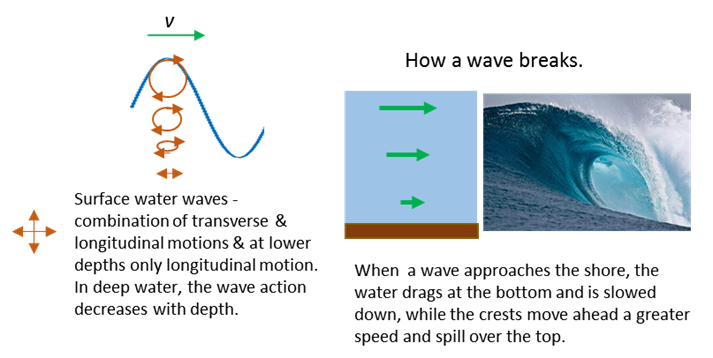 v
Surface water waves -
combination of transverse &
longitudinal motions & at lower
depths only longitudinal motion.
In deep water, the wave action
decreases with depth.
How a wave breaks.
When  a wave approaches the shore, the
water drags at the bottom and is slowed
down, while the crests move ahead a greater
speed and spill over the top.